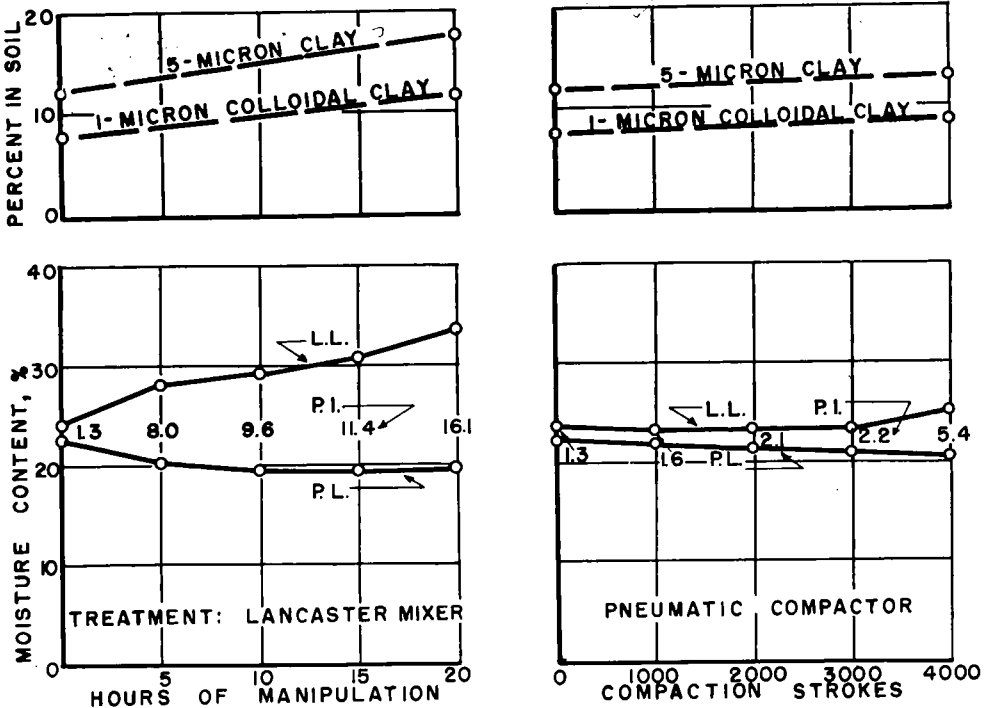 PERCENT IN SOIL
20
10
0
5-MICRON CLAY
1-MICRON COLLOIDAL CLAY
5-MICRON CLAY
1-MICRON COLLOIDAL CLAY
MOISTURE CONTENT, %
40
30
20
10
0
L.L.
P.I.
1.3 8.0 9.6 11.4 16.1
P.L.
TREATMENT: LANCASTER MIXER
0 5 10 15 20
HOURS OF MANIPULATION
L.L. P.I.
1.3 1.6 2.1 2.2 5.4
P.L.
PNEUMATIC COMPACTOR
0 1000 2000 3000 4000
COMPACTION STROKES